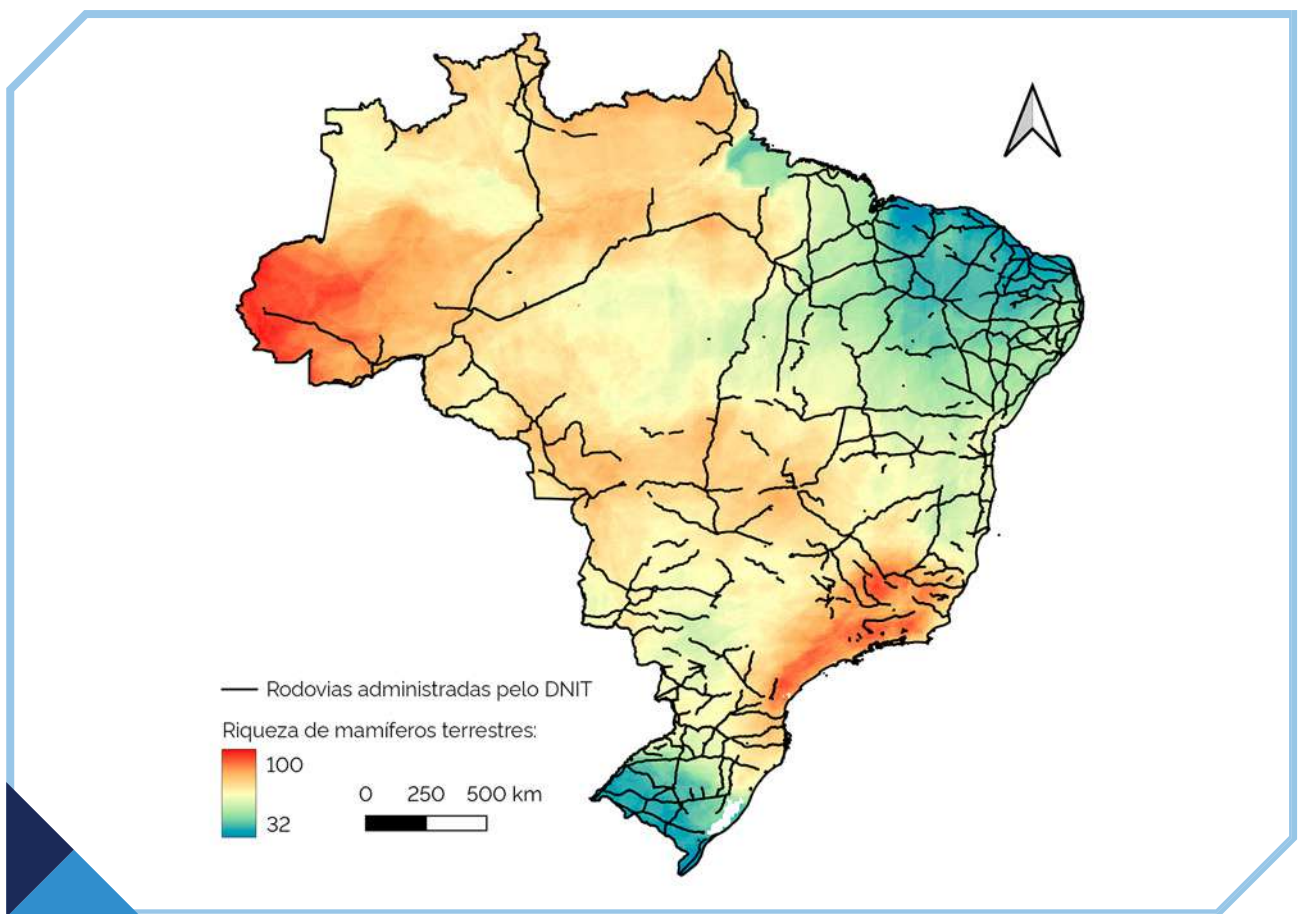 Rodovias administradas pelo DNIT
Riqueza de mamíferos terrestres:
100
32
0 250 500 km